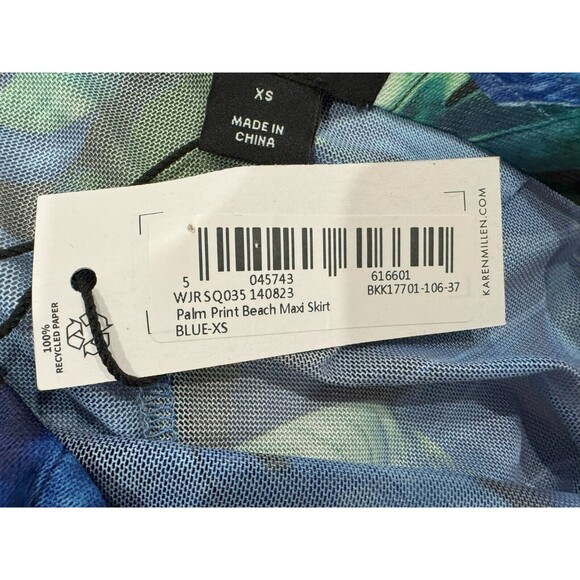 XS
MADE IN
CHINA
5 045743 616601
WJR SQ035 140823 BKK17701-106-37
Palm Print Beach Maxi Skirt
BLUE-XS
KARENMILLEN.COM
100%
RECYCLED PAPER